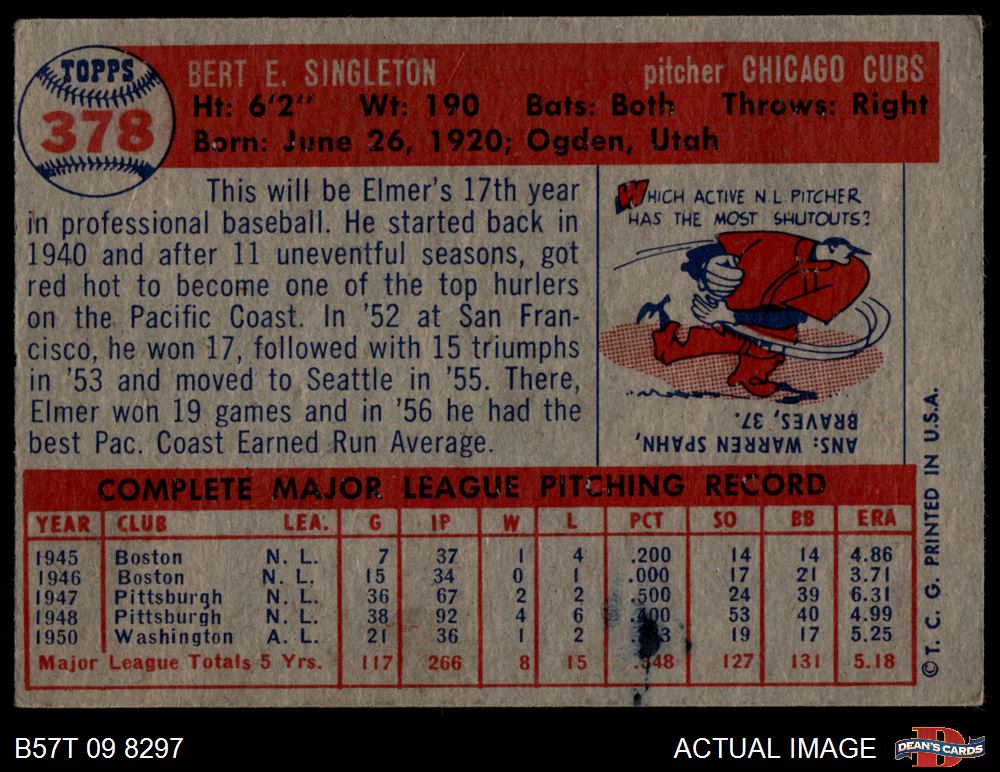 TOPPS
378
BERT E. SINGLETON pitcher CHICAGO CUBS
Ht: 6'2" Wt: 190 Bats: Both Throws: Right
Born: June 26, 1920; Ogden, Utah
This will be Elmer's 17th year
in professional baseball. He started back in
1940 and after 11 uneventful seasons, got
red hot to become one of the top hurlers
on the Pacific Coast. In '52 at San Fran-
cisco, he won 17, followed with 15 triumphs
in '53 and moved to Seattle in '55. There,
Elmer won 19 games and in '56 he had the
best Pac. Coast Earned Run Average.
WHICH ACTIVE N.L. PITCHER
HAS THE MOST SHUTOUTS?
ANS: WARREN SPAHN,
BRAVES, 37.
COMPLETE MAJOR LEAGUE PITCHING RECORD
YEAR CLUB LEA. G IP W L PCT SO BB ERA
1945 Boston N. L. 7 37 1 4 .200 14 14 4.86
1946 Boston N. L. 15 34 0 1 .000 17 21 3.71
1947 Pittsburgh N. L. 36 67 2 2 .500 24 39 6.31
1948 Pittsburgh N. L. 38 92 4 6 .400 53 40 4.99
1950 Washington A. L. 21 36 1 2 19 17 5.25
Major League Totals 5 Yrs. 117 266 8 15 .348 127 131 5.18
© T. C. G. PRINTED IN U.S.A.
B57T 09 8297 ACTUAL IMAGE DEAN'S CARDS